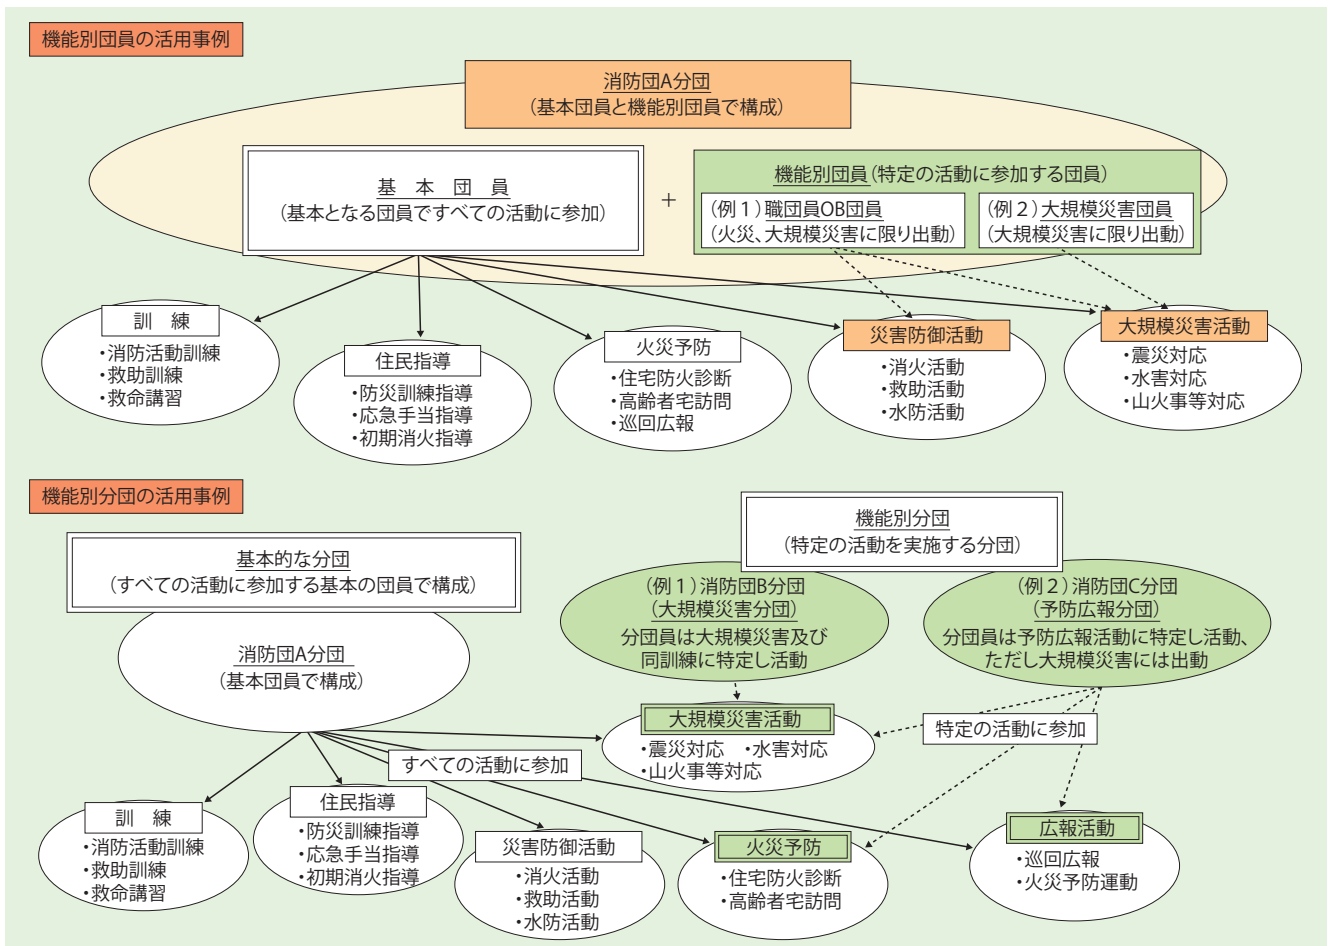 機能別団員の活用事例
消防団A分団
（基本団員と機能別団員で構成）
基　本　団　員
（基本となる団員ですべての活動に参加）
＋
機能別団員（特定の活動に参加する団員）
（例１）職団員OB団員
（火災、大規模災害に限り出動）
（例２）大規模災害団員
（大規模災害に限り出動）
訓　練
・消防活動訓練
・救助訓練
・救命講習
住民指導
・防災訓練指導
・応急手当指導
・初期消火指導
火災予防
・住宅防火診断
・高齢者宅訪問
・巡回広報
災害防御活動
・消火活動
・救助活動
・水防活動
大規模災害活動
・震災対応
・水害対応
・山火事等対応
機能別分団の活用事例
基本的な分団
（すべての活動に参加する基本の団員で構成）
消防団A分団
（基本団員で構成）
機能別分団
（特定の活動を実施する分団）
（例１）消防団B分団
（大規模災害分団）
分団員は大規模災害及び
同訓練に特定し活動
（例２）消防団C分団
（予防広報分団）
分団員は予防広報活動に特定し活動、
ただし大規模災害には出動
大規模災害活動
・震災対応　・水害対応
・山火事等対応
特定の活動に参加
すべての活動に参加
訓　練
・消防活動訓練
・救助訓練
・救命講習
住民指導
・防災訓練指導
・応急手当指導
・初期消火指導
災害防御活動
・消火活動
・救助活動
・水防活動
火災予防
・住宅防火診断
・高齢者宅訪問
広報活動
・巡回広報
・火災予防運動